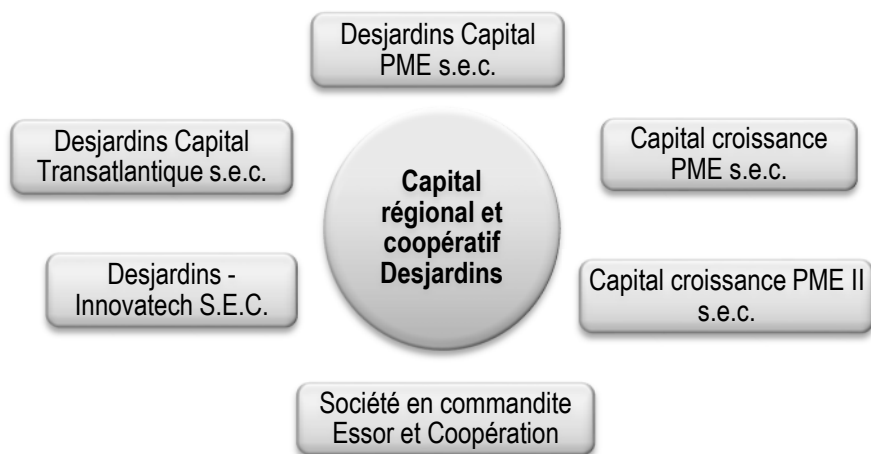 Desjardins Capital
PME s.e.c.
Desjardins Capital
Transatlantique s.e.c.
Capital croissance
PME s.e.c.
Capital
régional et
coopératif
Desjardins
Desjardins -
Innovatech S.E.C.
Capital croissance PME II
s.e.c.
Société en commandite
Essor et Coopération